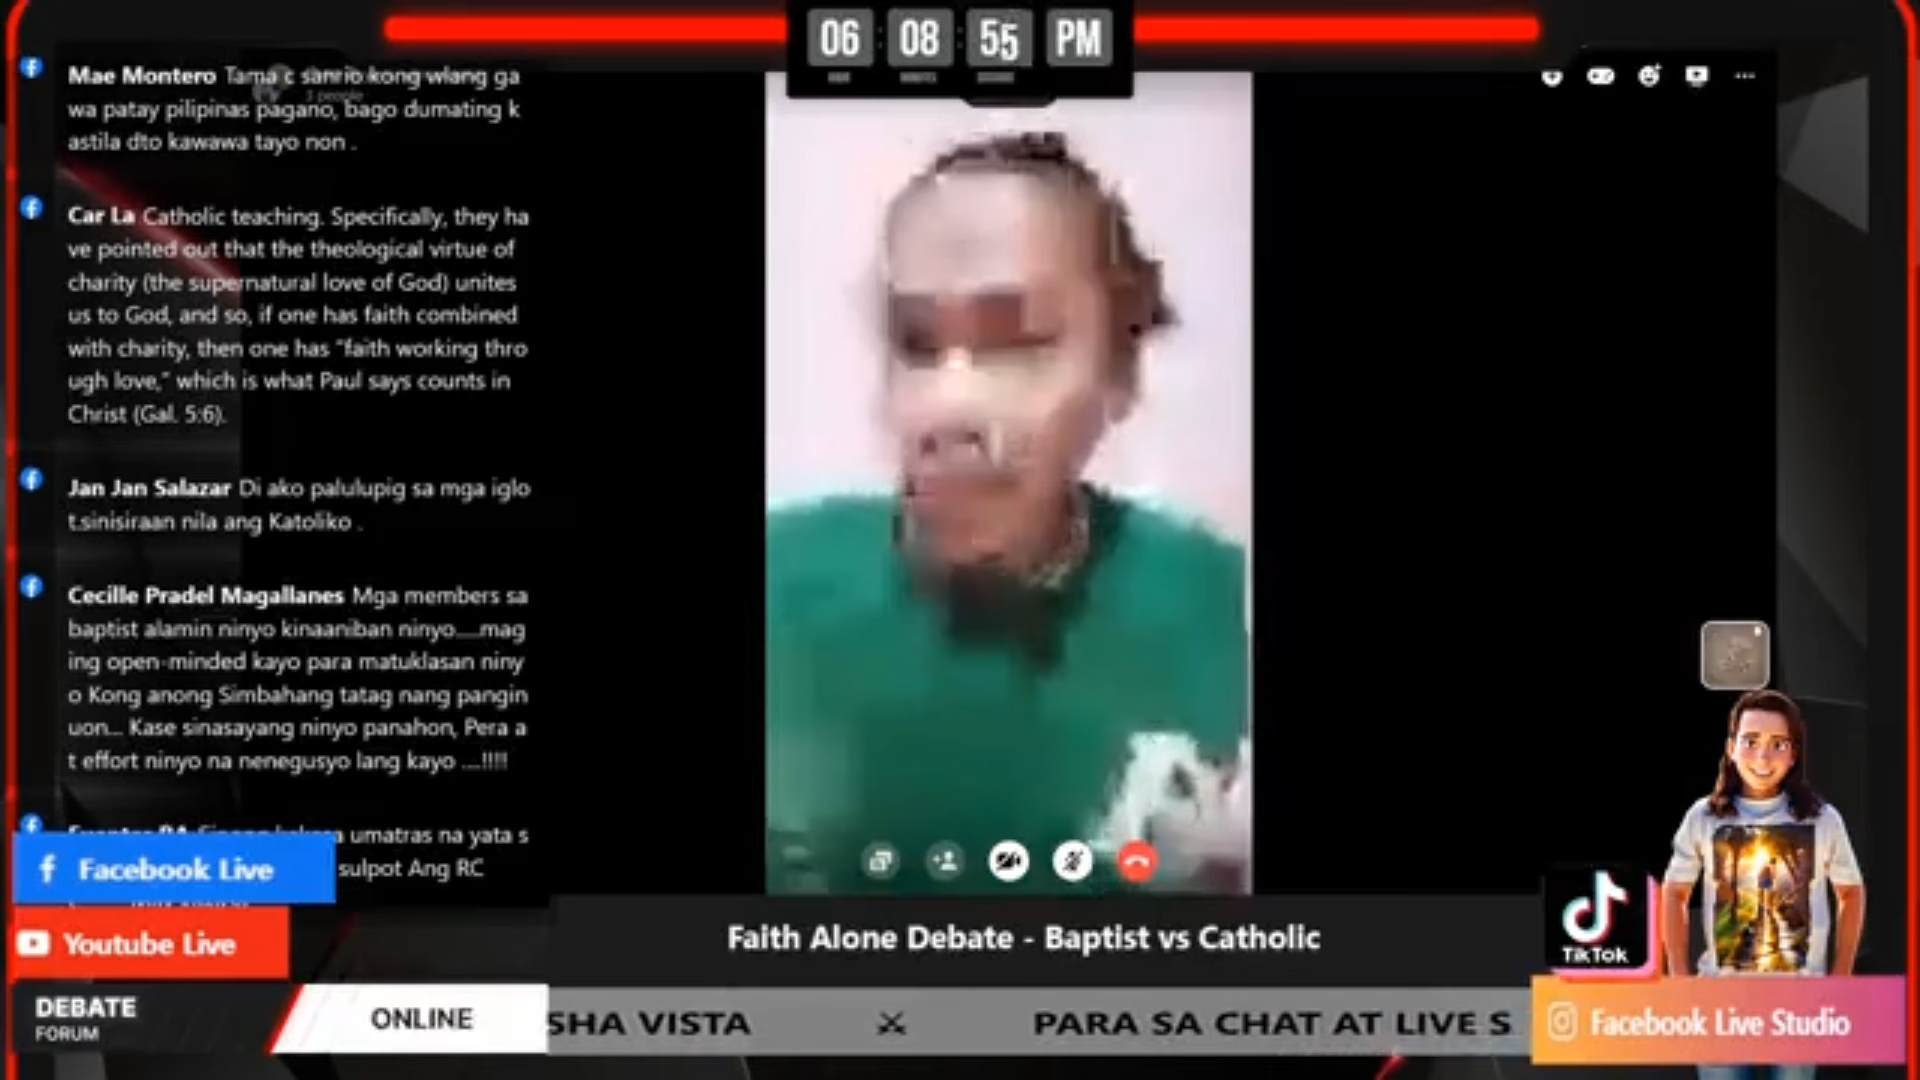 06 : 08 : 55 PM
Mae Montero Tama c sanrio kong wlang ga
wa patay pilipinas pagano, bago dumating k
astila dto kawawa tayo non .
3 people
Car La Catholic teaching. Specifically, they ha
ve pointed out that the theological virtue of
charity (the supernatural love of God) unites
us to God, and so, if one has faith combined
with charity, then one has "faith working thro
ugh love," which is what Paul says counts in
Christ (Gal. 5:6).
Jan Jan Salazar Di ako palulupig sa mga iglo
t.sinisiraan nila ang Katoliko .
Cecille Pradel Magallanes Mga members sa
baptist alamin ninyo kinaaniban ninyo....mag
ing open-minded kayo para matuklasan niny
o Kong anong Simbahang tatag nang pangin
uon... Kase sinasayang ninyo panahon, Pera a
t effort ninyo na nenegusyo lang kayo ....!!!!
umatras na yata s
sulpot Ang RC
Facebook Live
Youtube Live
Faith Alone Debate - Baptist vs Catholic
TikTok
DEBATE
FORUM
ONLINE
SHA VISTA
PARA SA CHAT AT LIVE S
Facebook Live Studio